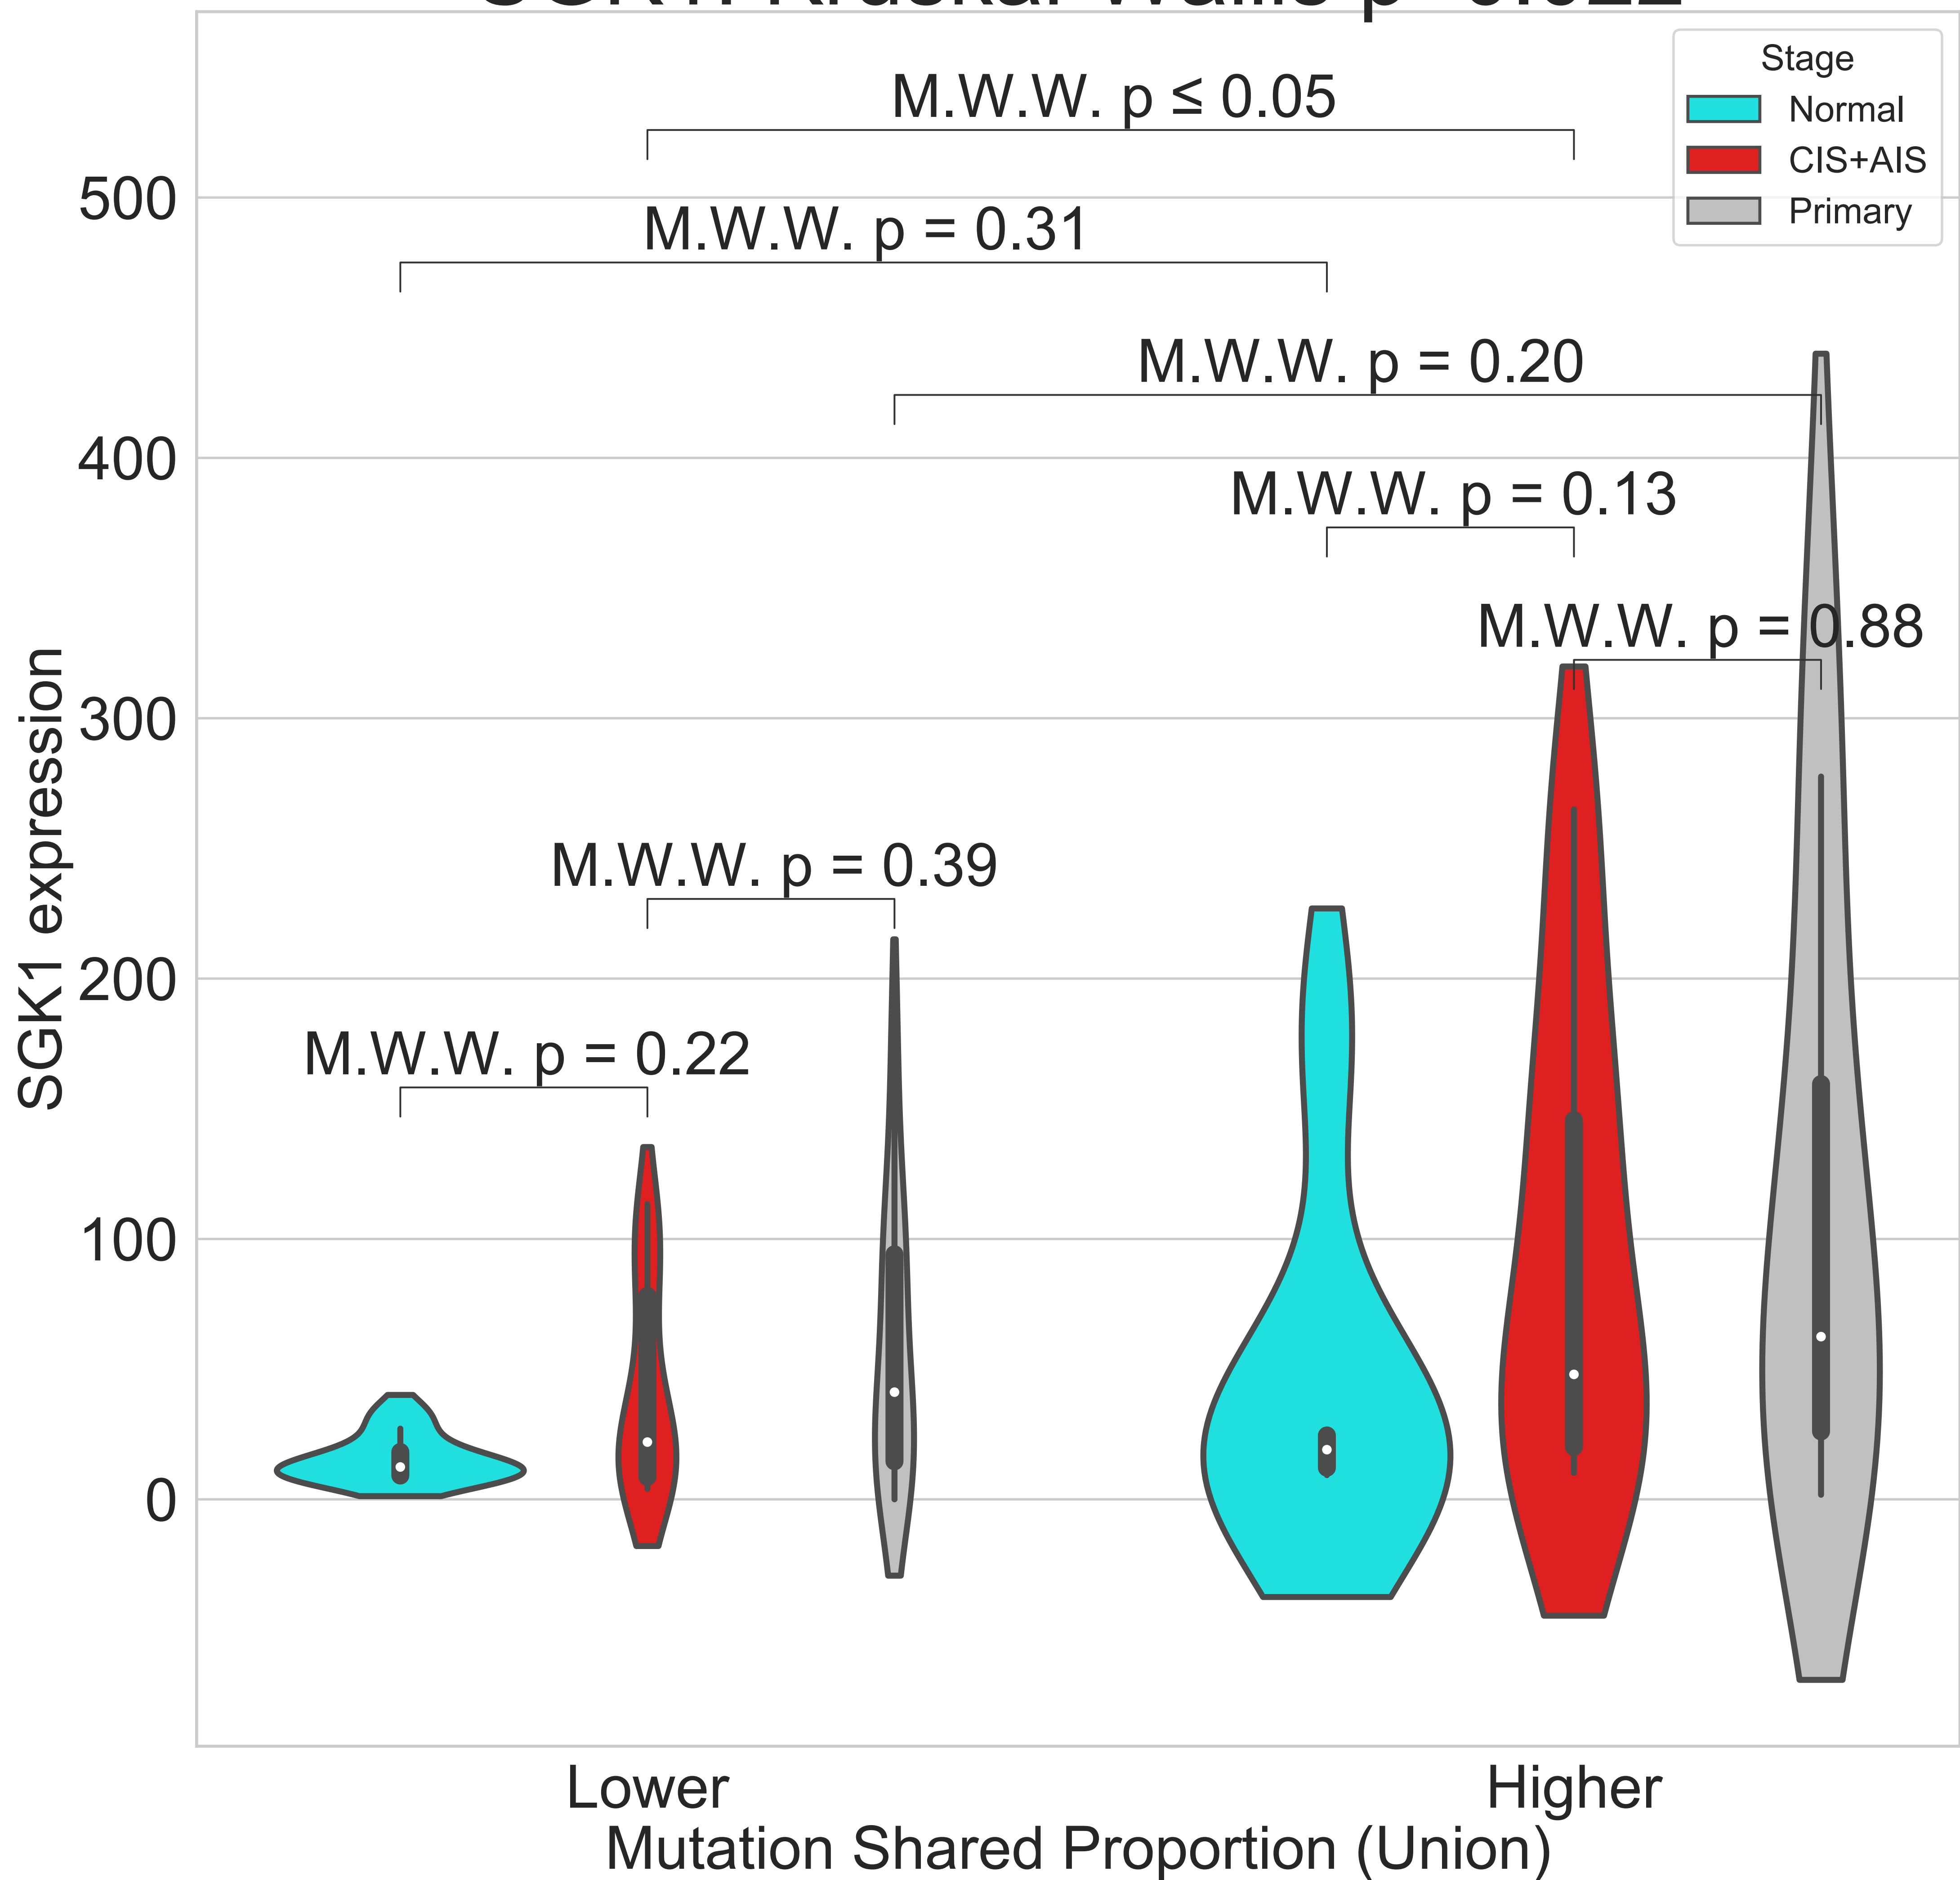 Stage
Normal
CIS+AIS
Primary
M.W.W. p ≤ 0.05
M.W.W. p = 0.31
M.W.W. p = 0.20
M.W.W. p = 0.13
M.W.W. p = 0.88
M.W.W. p = 0.39
M.W.W. p = 0.22
500
400
300
200
100
0
SGK1 expression
Lower
Higher
Mutation Shared Proportion (Union)